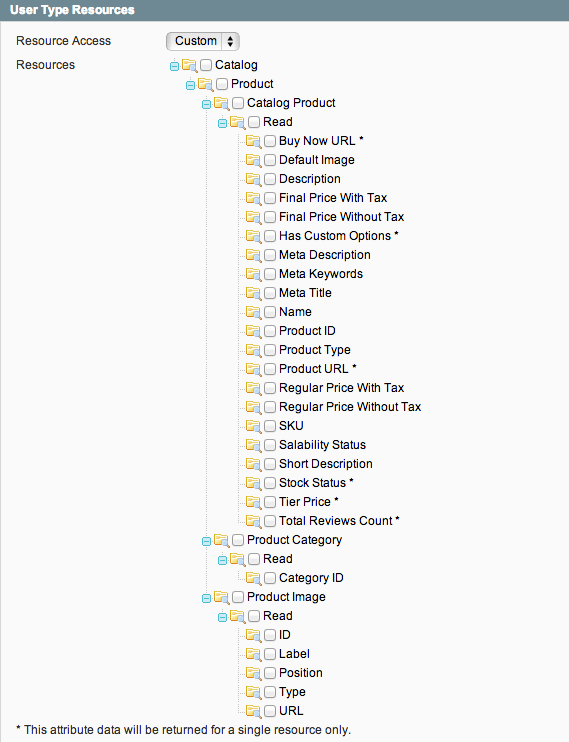 User Type Resources
Resource Access Custom
Resources Catalog
Product
Catalog Product
Read
Buy Now URL *
Default Image
Description
Final Price With Tax
Final Price Without Tax
Has Custom Options *
Meta Description
Meta Keywords
Meta Title
Name
Product ID
Product Type
Product URL *
Regular Price With Tax
Regular Price Without Tax
SKU
Salability Status
Short Description
Stock Status *
Tier Price *
Total Reviews Count *
Product Category
Read
Category ID
Product Image
Read
ID
Label
Position
Type
URL
* This attribute data will be returned for a single resource only.